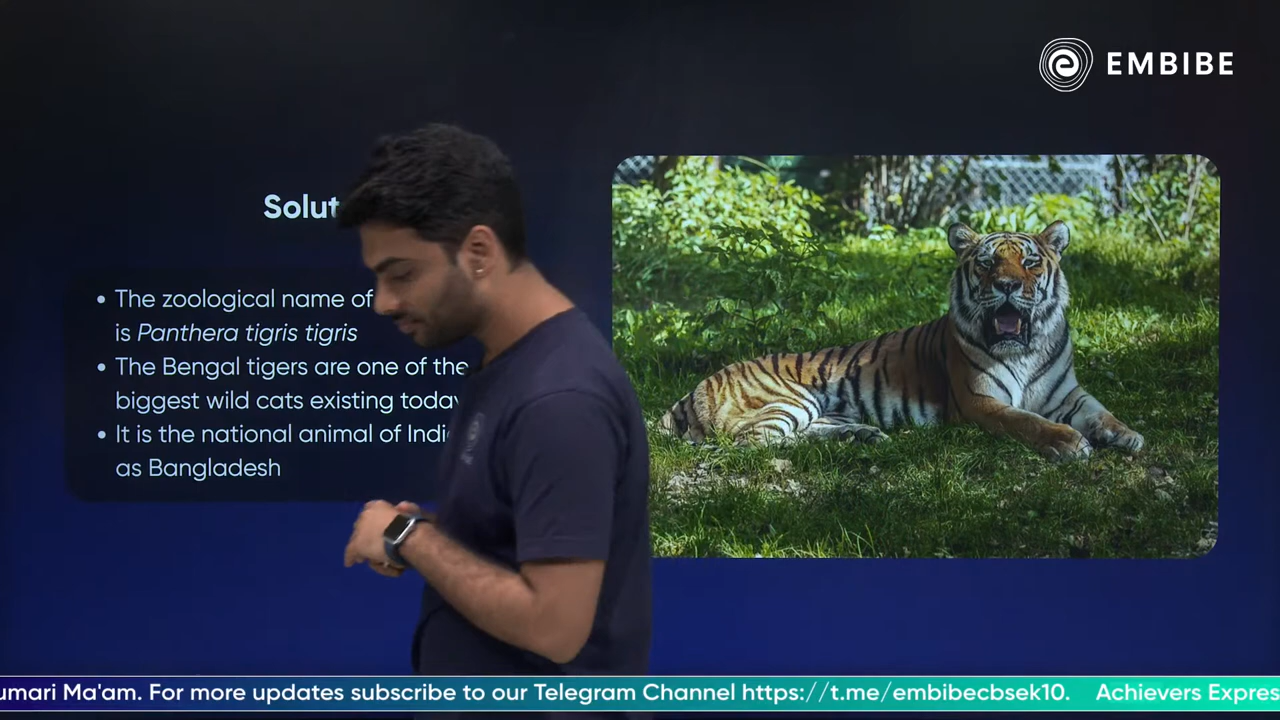 EMBIBE
Solut
The zoological name of
is Panthera tigris tigris
The Bengal tigers are one of the
biggest wild cats existing today
It is the national animal of Indi
as Bangladesh
umari Ma'am. For more updates subscribe to our Telegram Channel https://t.me/embibecbsek10. Achievers Expres